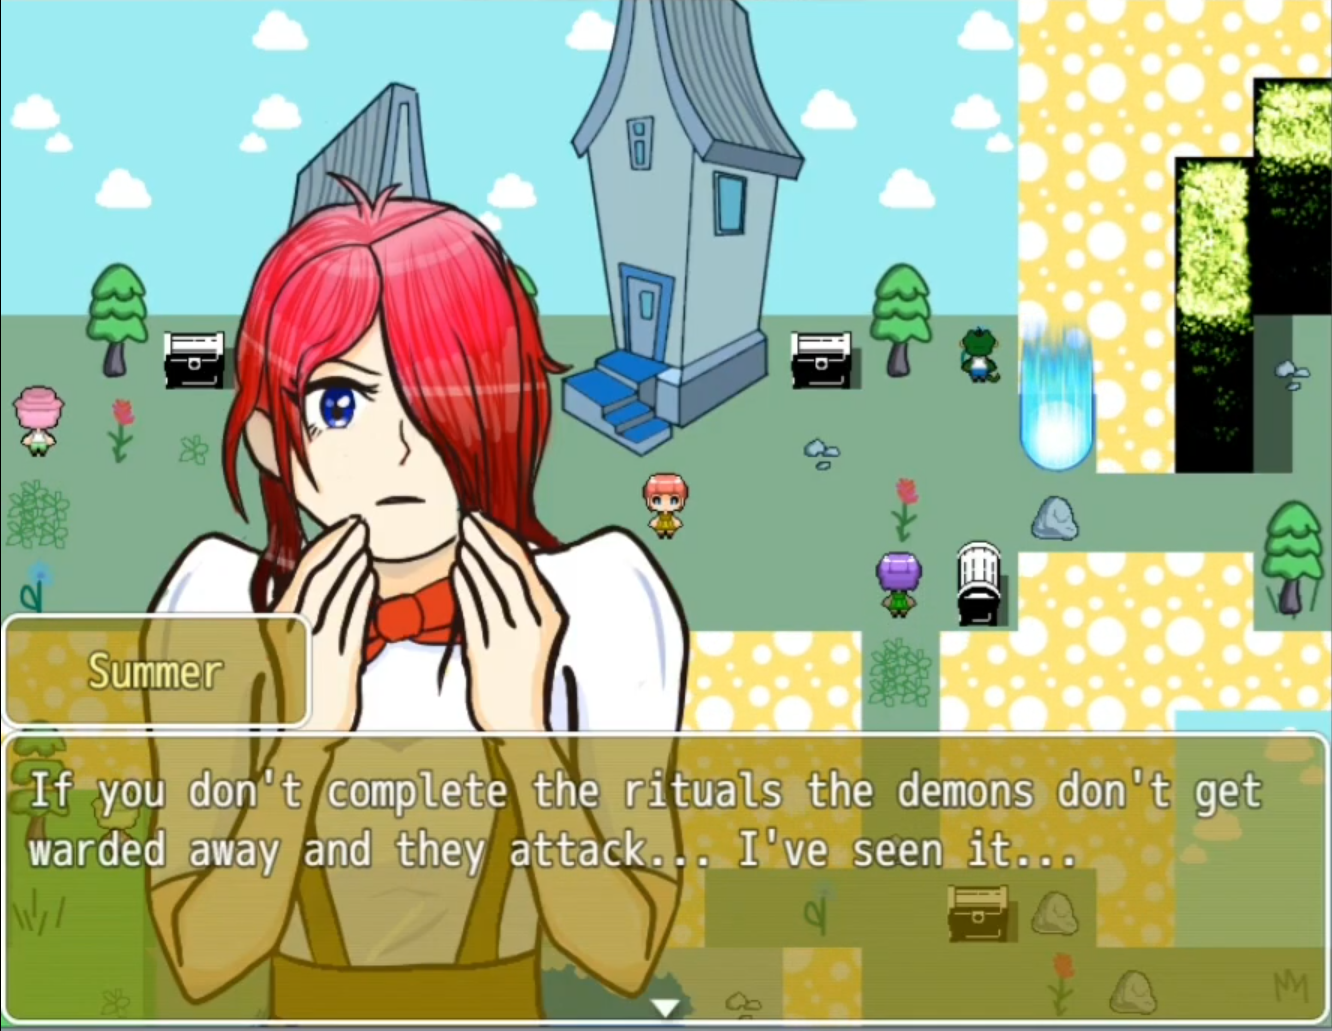 Summer
If you don't complete the rituals the demons don't get
warded away and they attack... I've seen it...